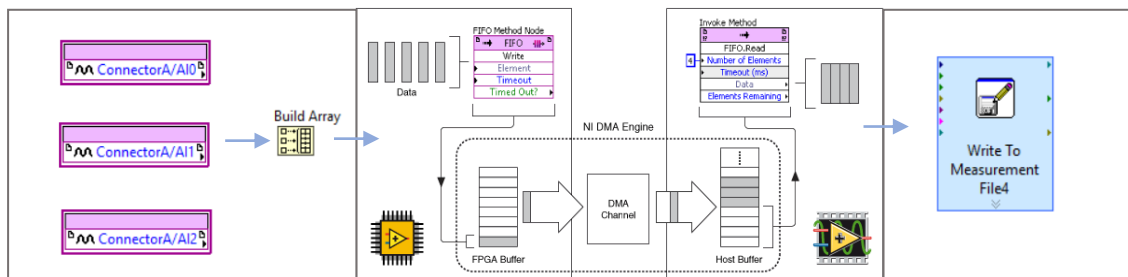 ConnectorA/AI0
ConnectorA/AI1
ConnectorA/AI2
Build Array
Data
FIFO Method Node
FIFO
Write
Element
Timeout
Timed Out?
NI DMA Engine
FPGA Buffer
DMA
Channel
Host Buffer
Invoke Method
FIFO.Read
4
Number of Elements
Timeout (ms)
Data
Elements Remaining
Write To
Measurement
File4